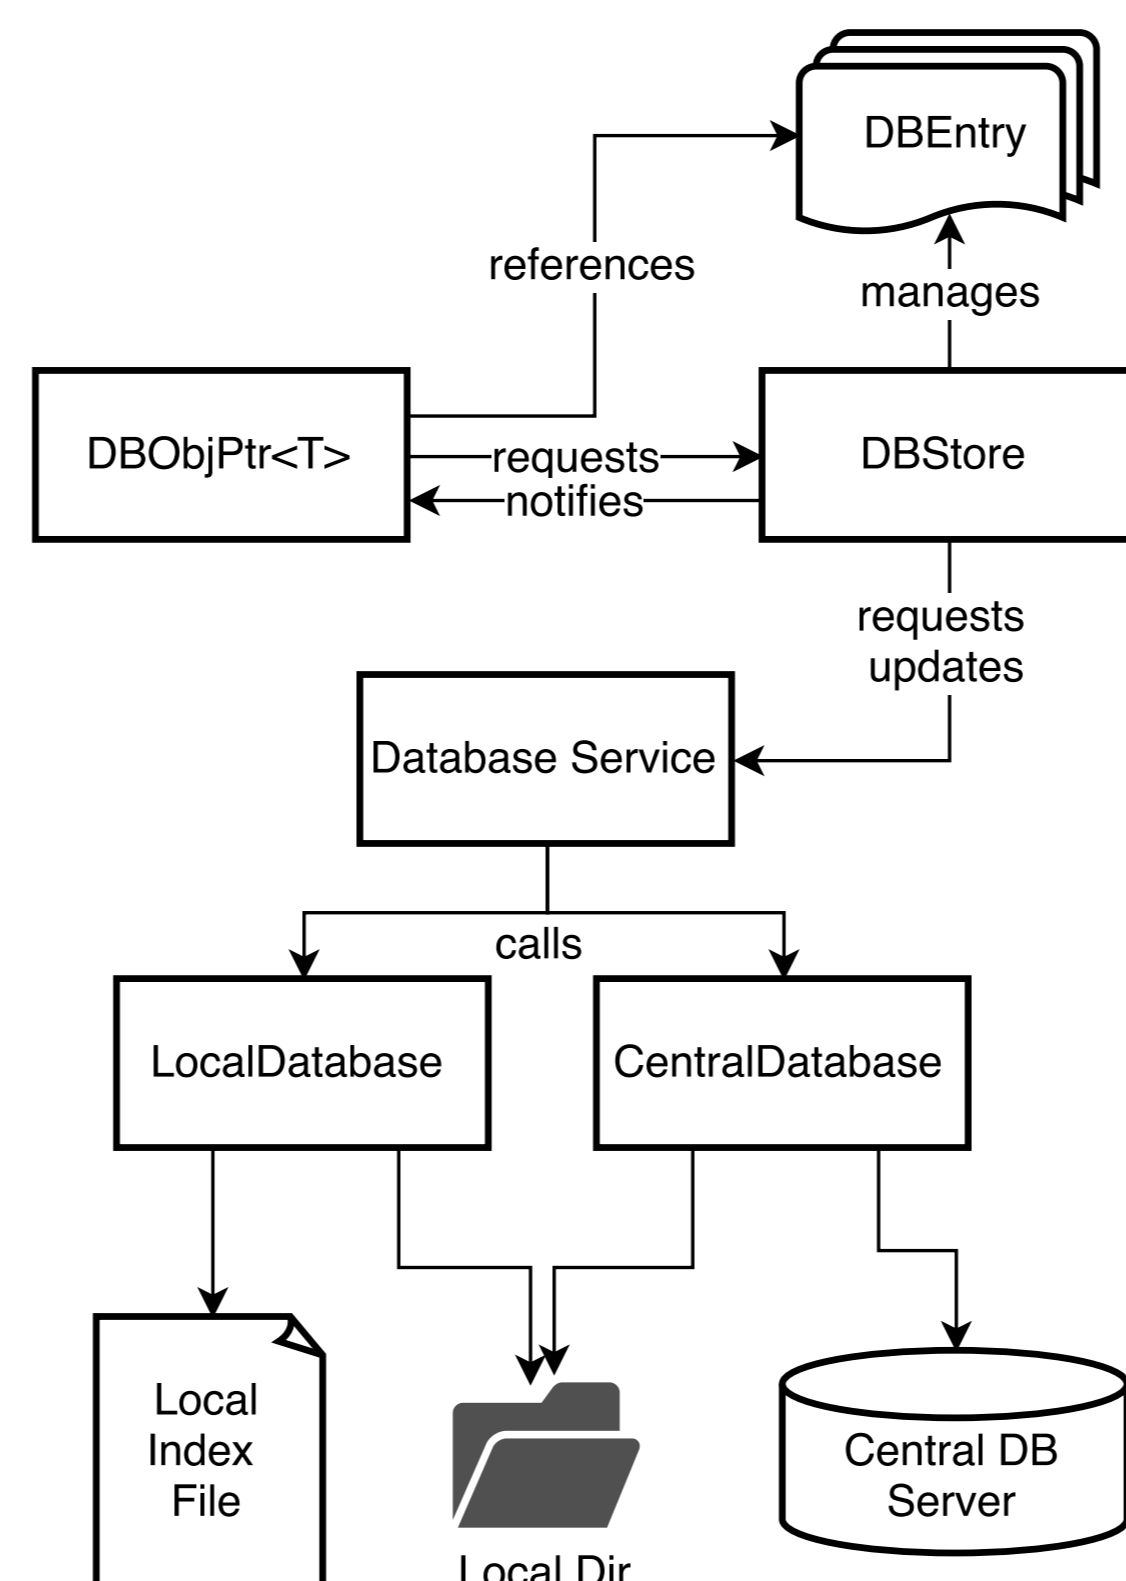 DBEntry
references
manages
DBObjPtr<T>
requests
notifies
DBStore
requests
updates
Database Service
calls
LocalDatabase
CentralDatabase
Local
Index
File
Central DB
Server
Local Dir